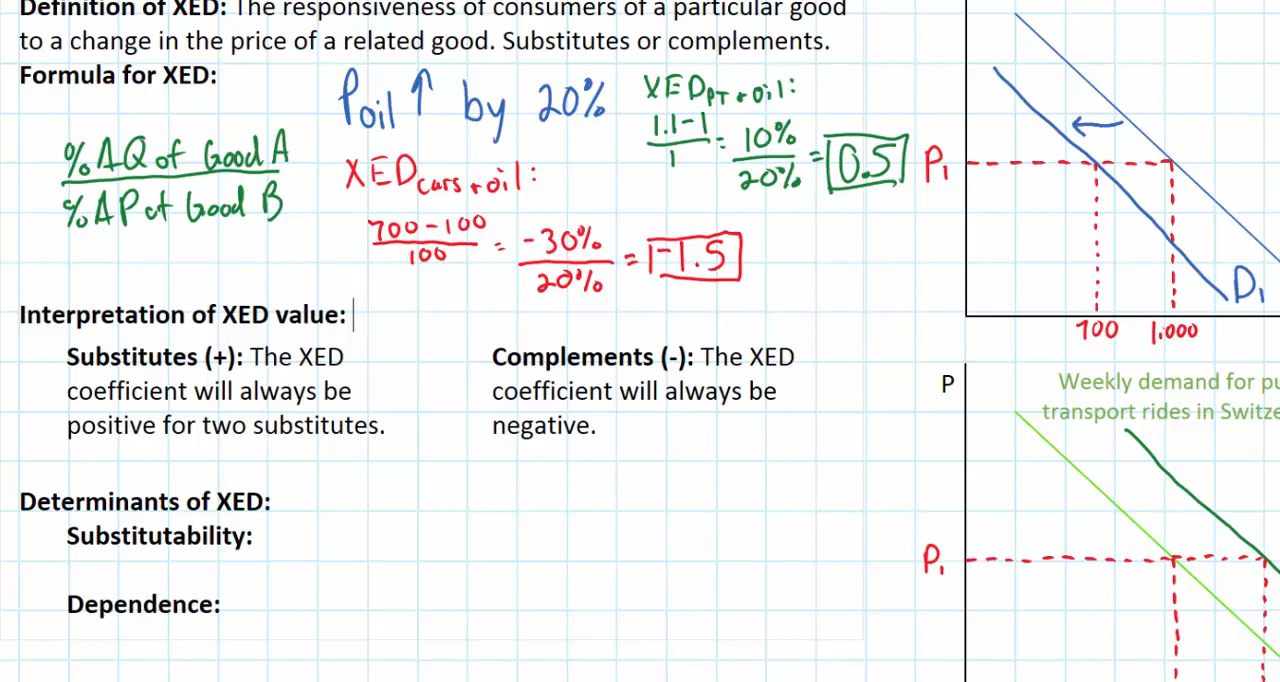 Definition of XED: The responsiveness of consumers of a particular good
to a change in the price of a related good. Substitutes or complements.
Formula for XED:
%ΔQ of Good A
%ΔP of Good B
Poil ↑ by 20%
XEDcars + oil:
700-100
100
= -30%
20%
= -1.5
XEDPT + oil:
1.1-1
1
= 10%
20%
= 0.5
P1
D1
700 1,000
Interpretation of XED value:
Substitutes (+): The XED
coefficient will always be
positive for two substitutes.
Complements (-): The XED
coefficient will always be
negative.
P
Weekly demand for pu
transport rides in Switze
P1
Determinants of XED:
Substitutability:
Dependence: